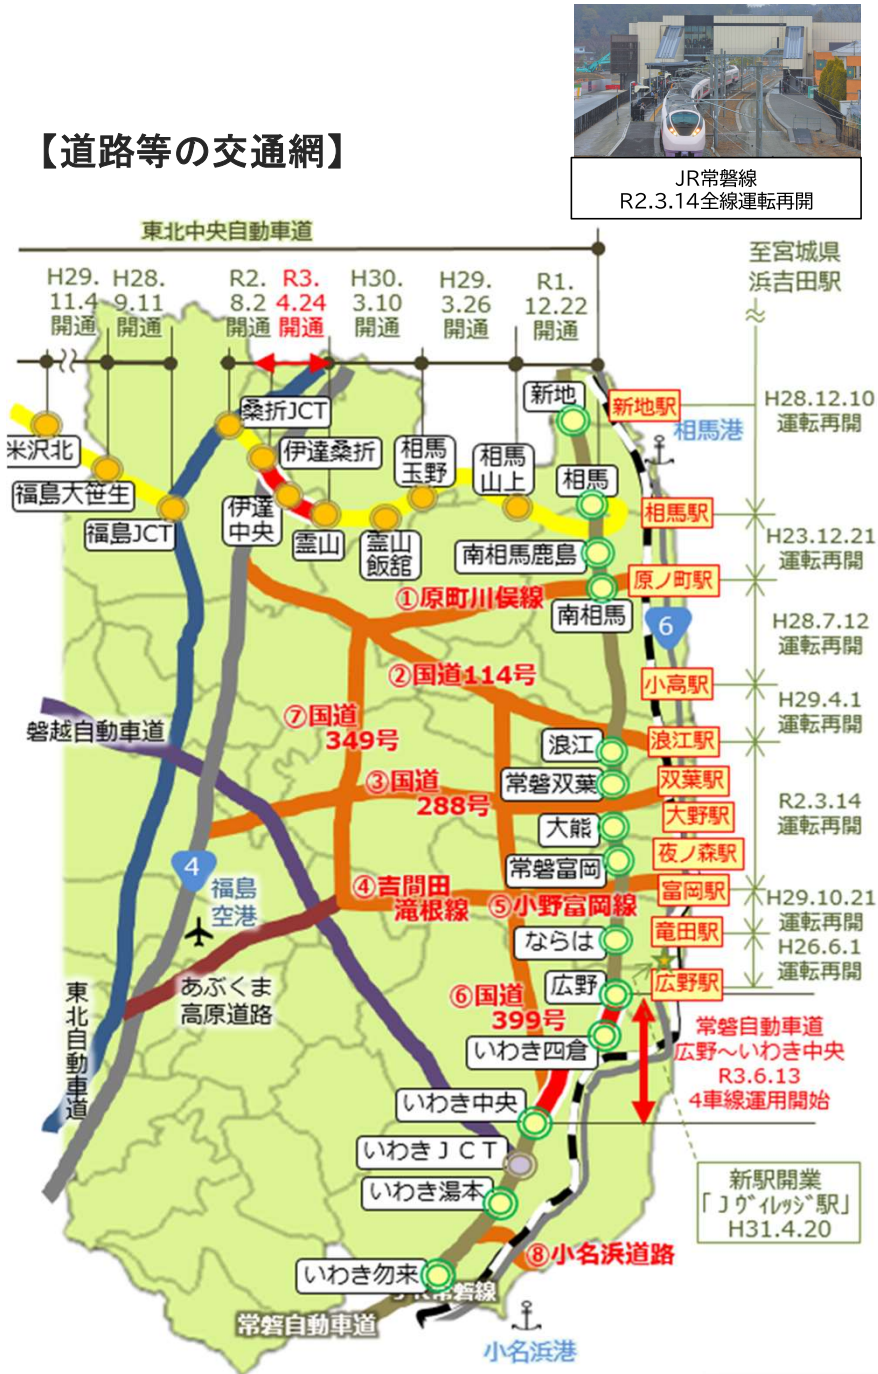 【道路等の交通網】
JR常磐線
R2.3.14全線運転再開
東北中央自動車道
至宮城県
浜吉田駅
H29.
11.4
開通
H28.
9.11
開通
R2.
8.2
開通
R3.
4.24
開通
H30.
3.10
開通
H29.
3.26
開通
R1.
12.22
開通
桑折JCT
新地
新地駅
H28.12.10
運転再開
相馬港
米沢北
伊達桑折
相馬
玉野
相馬
山上
相馬
福島大笹生
相馬駅
福島JCT
伊達
中央
霊山
霊山
飯舘
南相馬鹿島
H23.12.21
運転再開
原ノ町駅
①原町川俣線
南相馬
6
H28.7.12
運転再開
②国道114号
小高駅
H29.4.1
運転再開
⑦国道
349号
磐越自動車道
浪江
浪江駅
③国道
288号
常磐双葉
双葉駅
大野駅
R2.3.14
運転再開
大熊
夜ノ森駅
常磐富岡
4
福島
空港
④吉間田
滝根線
⑤小野富岡線
富岡駅
H29.10.21
運転再開
ならは
竜田駅
H26.6.1
運転再開
あぶくま
高原道路
広野
広野駅
東北自動車道
⑥国道
399号
いわき四倉
常磐自動車道
広野～いわき中央
R3.6.13
4車線運用開始
いわき中央
いわきJCT
いわき湯本
新駅開業
「Jヴィレッジ駅」
H31.4.20
⑧小名浜道路
いわき勿来
JR常磐線
常磐自動車道
小名浜港